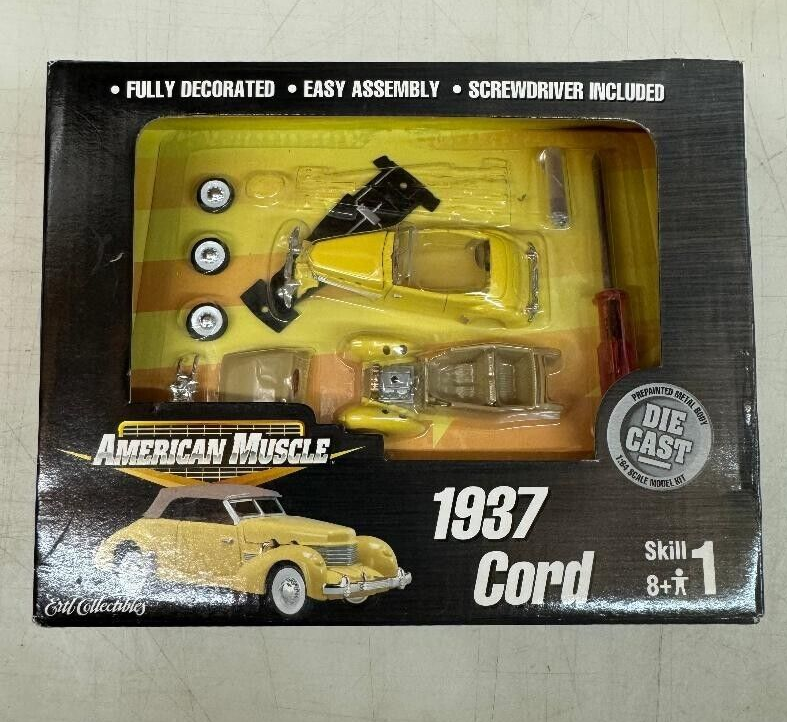 • FULLY DECORATED • EASY ASSEMBLY • SCREWDRIVER INCLUDED
AMERICAN MUSCLE
PREPAINTED METAL BODY
DIE
CAST
1:64 SCALE MODEL KIT
1937
Cord
Skill 1
8+
Ertl Collectibles